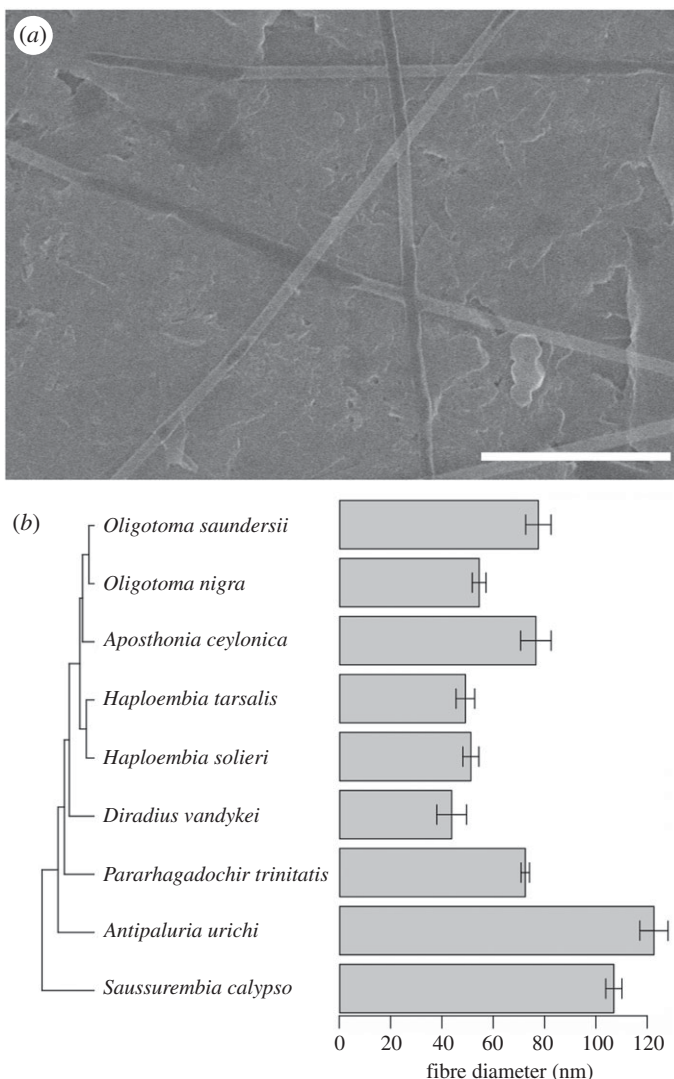 (a)
(b)
Oligotoma saundersii
Oligotoma nigra
Aposthonia ceylonica
Haploembia tarsalis
Haploembia solieri
Diradius vandykei
Pararhagadochir trinitatis
Antipaluria urichi
Saussurembia calypso
0 20 40 60 80 100 120
fibre diameter (nm)